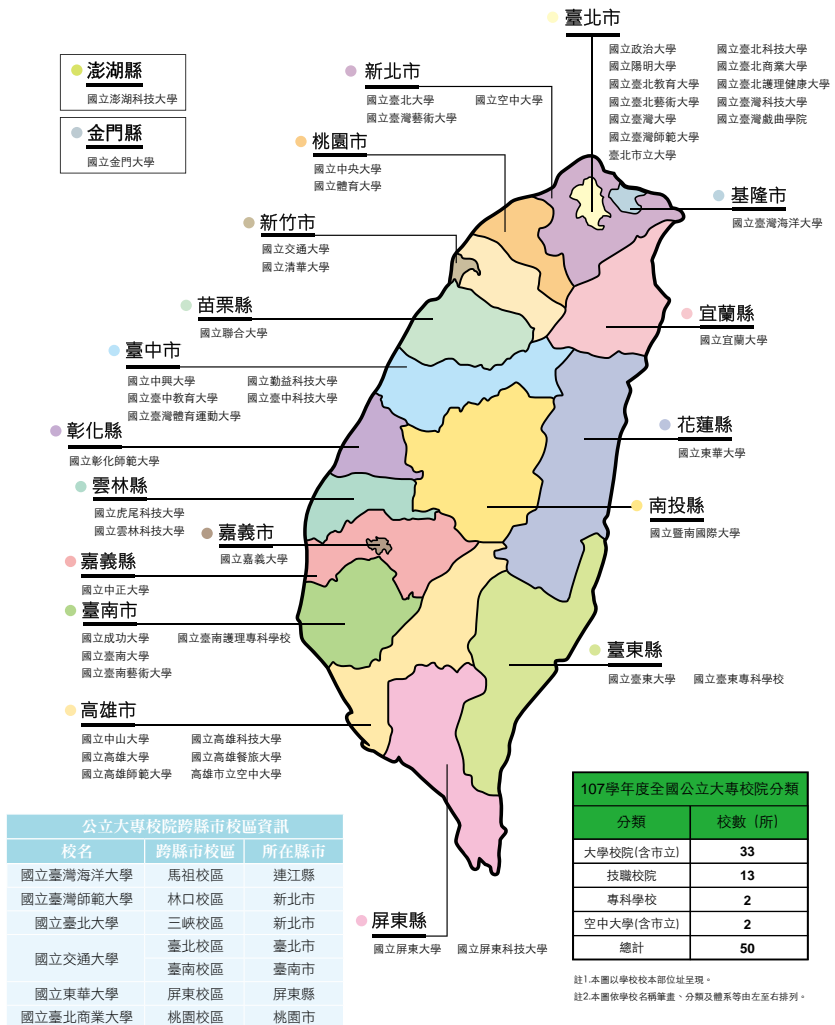 臺北市
國立政治大學 國立臺北科技大學
國立陽明大學 國立臺北商業大學
國立臺北教育大學 國立臺北護理健康大學
國立臺北藝術大學 國立臺灣科技大學
國立臺灣大學 國立臺灣戲曲學院
國立臺灣師範大學
臺北市立大學
澎湖縣
國立澎湖科技大學
金門縣
國立金門大學
新北市
國立臺北大學 國立空中大學
國立臺灣藝術大學
桃園市
國立中央大學
國立體育大學
基隆市
國立臺灣海洋大學
新竹市
國立交通大學
國立清華大學
苗栗縣
國立聯合大學
宜蘭縣
國立宜蘭大學
臺中市
國立中興大學 國立勤益科技大學
國立臺中教育大學 國立臺中科技大學
國立臺灣體育運動大學
彰化縣
國立彰化師範大學
花蓮縣
國立東華大學
雲林縣
國立虎尾科技大學
國立雲林科技大學
南投縣
國立暨南國際大學
嘉義市
國立嘉義大學
嘉義縣
國立中正大學
臺南市
國立成功大學 國立臺南護理專科學校
國立臺南大學
國立臺南藝術大學
臺東縣
國立臺東大學 國立臺東專科學校
高雄市
國立中山大學 國立高雄科技大學
國立高雄大學 國立高雄餐旅大學
國立高雄師範大學 高雄市立空中大學
屏東縣
國立屏東大學 國立屏東科技大學
公立大專校院跨縣市校區資訊
校名 跨縣市校區 所在縣市
國立臺灣海洋大學 馬祖校區 連江縣
國立臺灣師範大學 林口校區 新北市
國立臺北大學 三峽校區 新北市
國立交通大學 臺北校區 臺北市
臺南校區 臺南市
國立東華大學 屏東校區 屏東縣
國立臺北商業大學 桃園校區 桃園市
107學年度全國公立大專校院分類
分類 校數（所）
大學校院(含市立) 33
技職校院 13
專科學校 2
空中大學(含市立) 2
總計 50
註1.本圖以學校校本部位址呈現。
註2.本圖依學校名稱筆畫、分類及體系等由左至右排列。